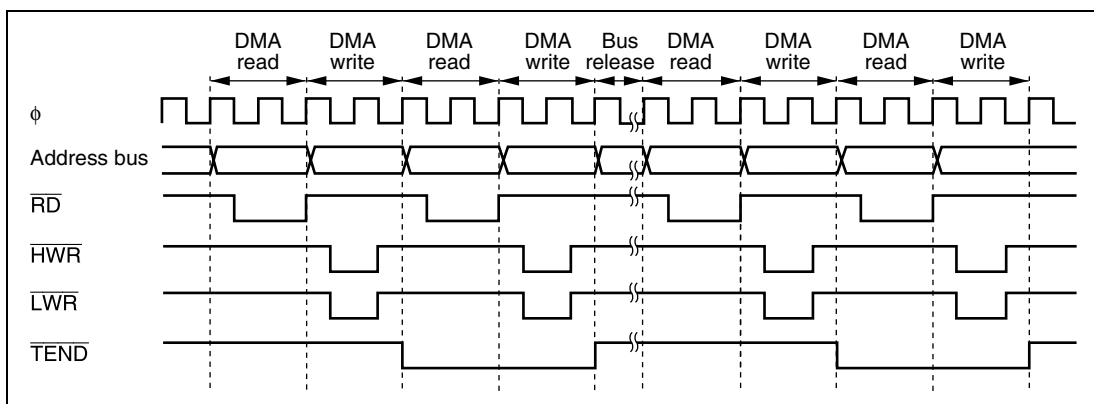 DMA DMA DMA DMA Bus DMA DMA DMA DMA
read write read write release read write read write
ϕ
Address bus
RD
HWR
LWR
TEND